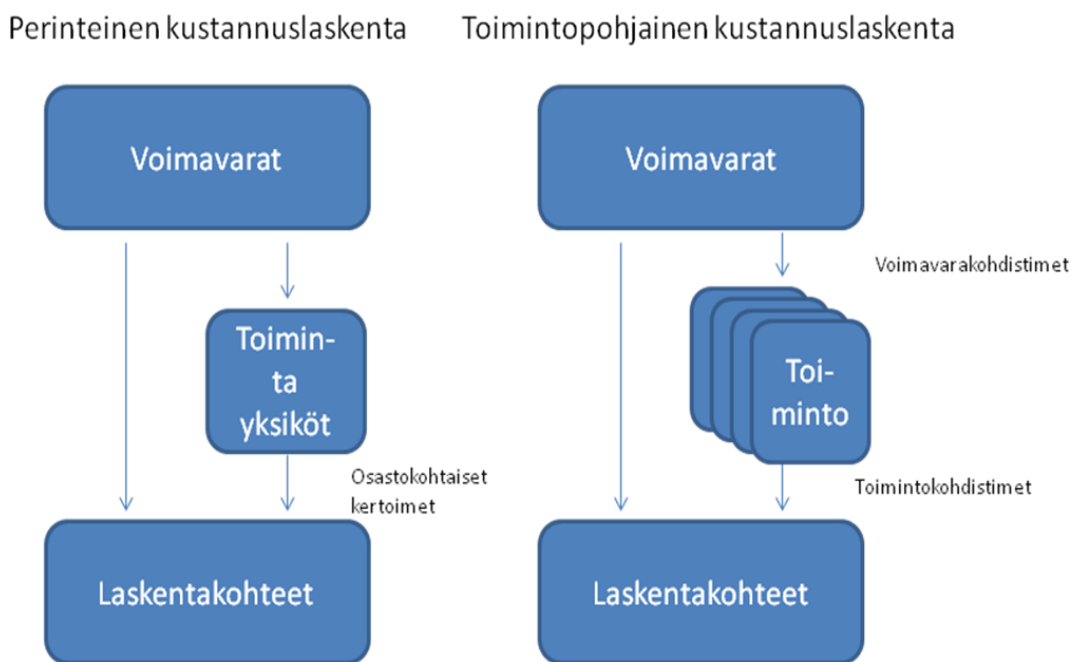 Perinteinen kustannuslaskenta
Voimavarat
Toimin-
ta
yksiköt
Osastokohtaiset
kertoimet
Laskentakohteet
Toimintopohjainen kustannuslaskenta
Voimavarat
Voimavarakohdistimet
Toi-
minto
Toimintokohdistimet
Laskentakohteet